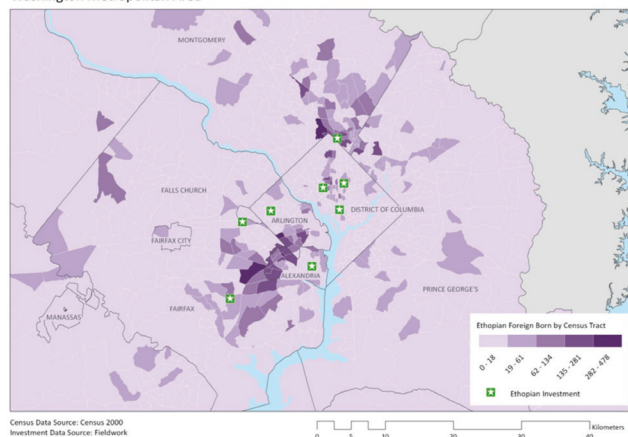 MONTGOMERY
FALLS CHURCH
DISTRICT OF COLUMBIA
ARLINGTON
FAIRFAX CITY
ALEXANDRIA
PRINCE GEORGE'S
FAIRFAX
MANASSAS
Ethiopian Foreign Born by Census Tract
0 - 18
19 - 61
62 - 134
135 - 281
282 - 478
Ethiopian Investment
Census Data Source: Census 2000
Investment Data Source: Fieldwork
Kilometers
0 5 10 20 30 40